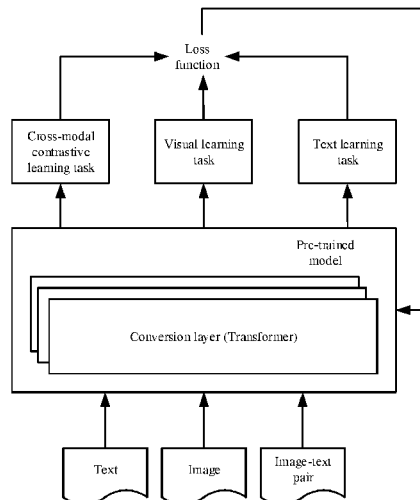 Loss
function
Cross-modal
contrastive
learning task
Visual learning
task
Text learning
task
Pre-trained
model
Conversion layer (Transformer)
Text
Image
Image-text
pair